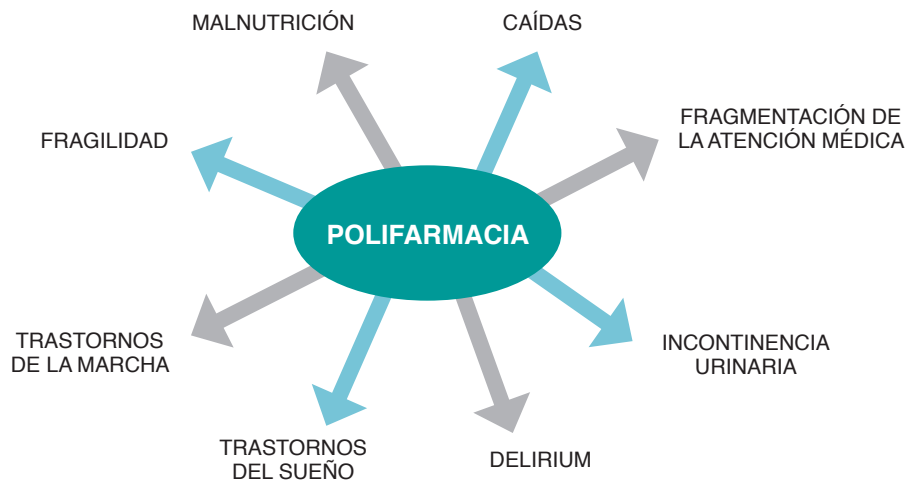 MALNUTRICIÓN
CAÍDAS
FRAGILIDAD
FRAGMENTACIÓN DE
LA ATENCIÓN MÉDICA
POLIFARMACIA
TRASTORNOS
DE LA MARCHA
INCONTINENCIA
URINARIA
TRASTORNOS
DEL SUEÑO
DELIRIUM